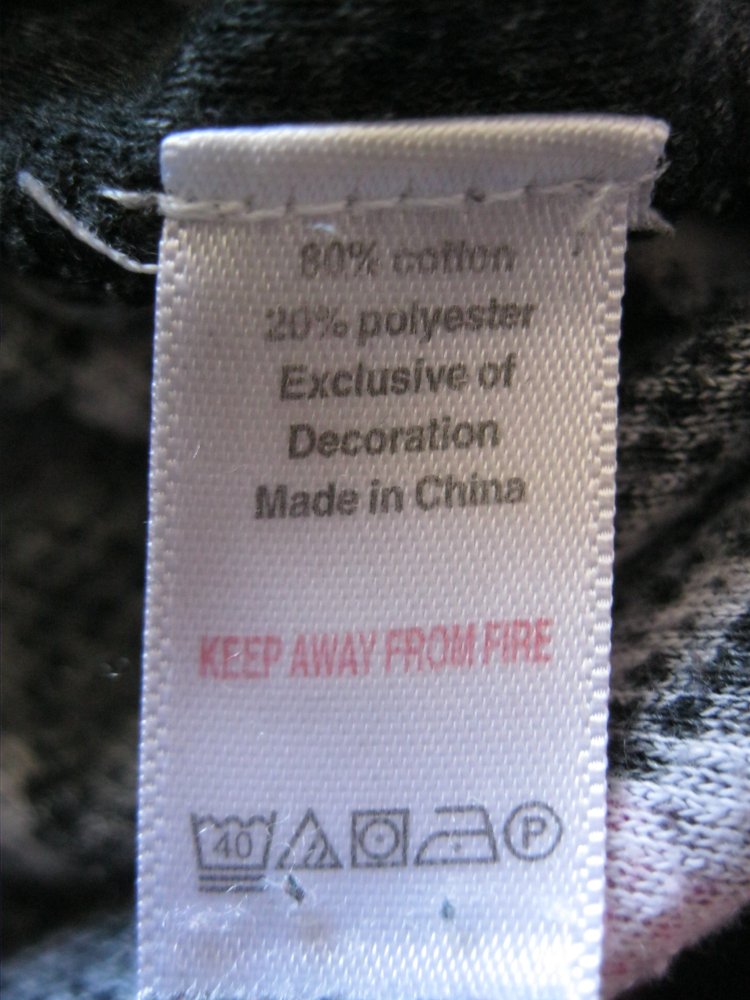 80% cotton
20% polyester
Exclusive of
Decoration
Made in China
KEEP AWAY FROM FIRE
40 P